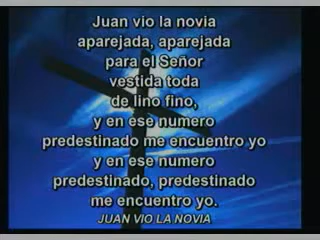 Juan vio la novia
aparejada, aparejada
para el Señor
vestida toda
de lino fino,
y en ese numero
predestinado me encuentro yo
y en ese numero
predestinado, predestinado
me encuentro yo.
JUAN VIO LA NOVIA